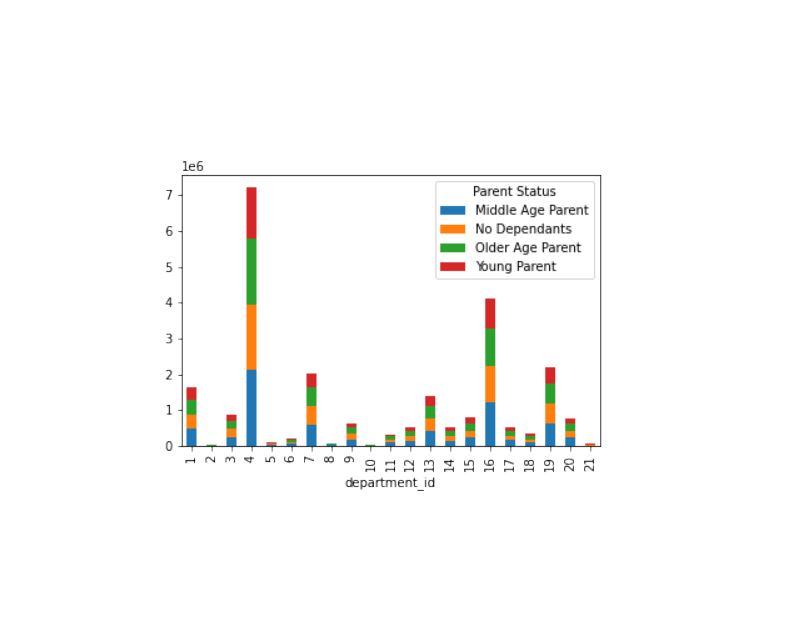 1e6
Parent Status
Middle Age Parent
No Dependants
Older Age Parent
Young Parent
7
6
5
4
3
2
1
0
1 2 3 4 5 6 7 8 9 10 11 12 13 14 15 16 17 18 19 20 21
department_id